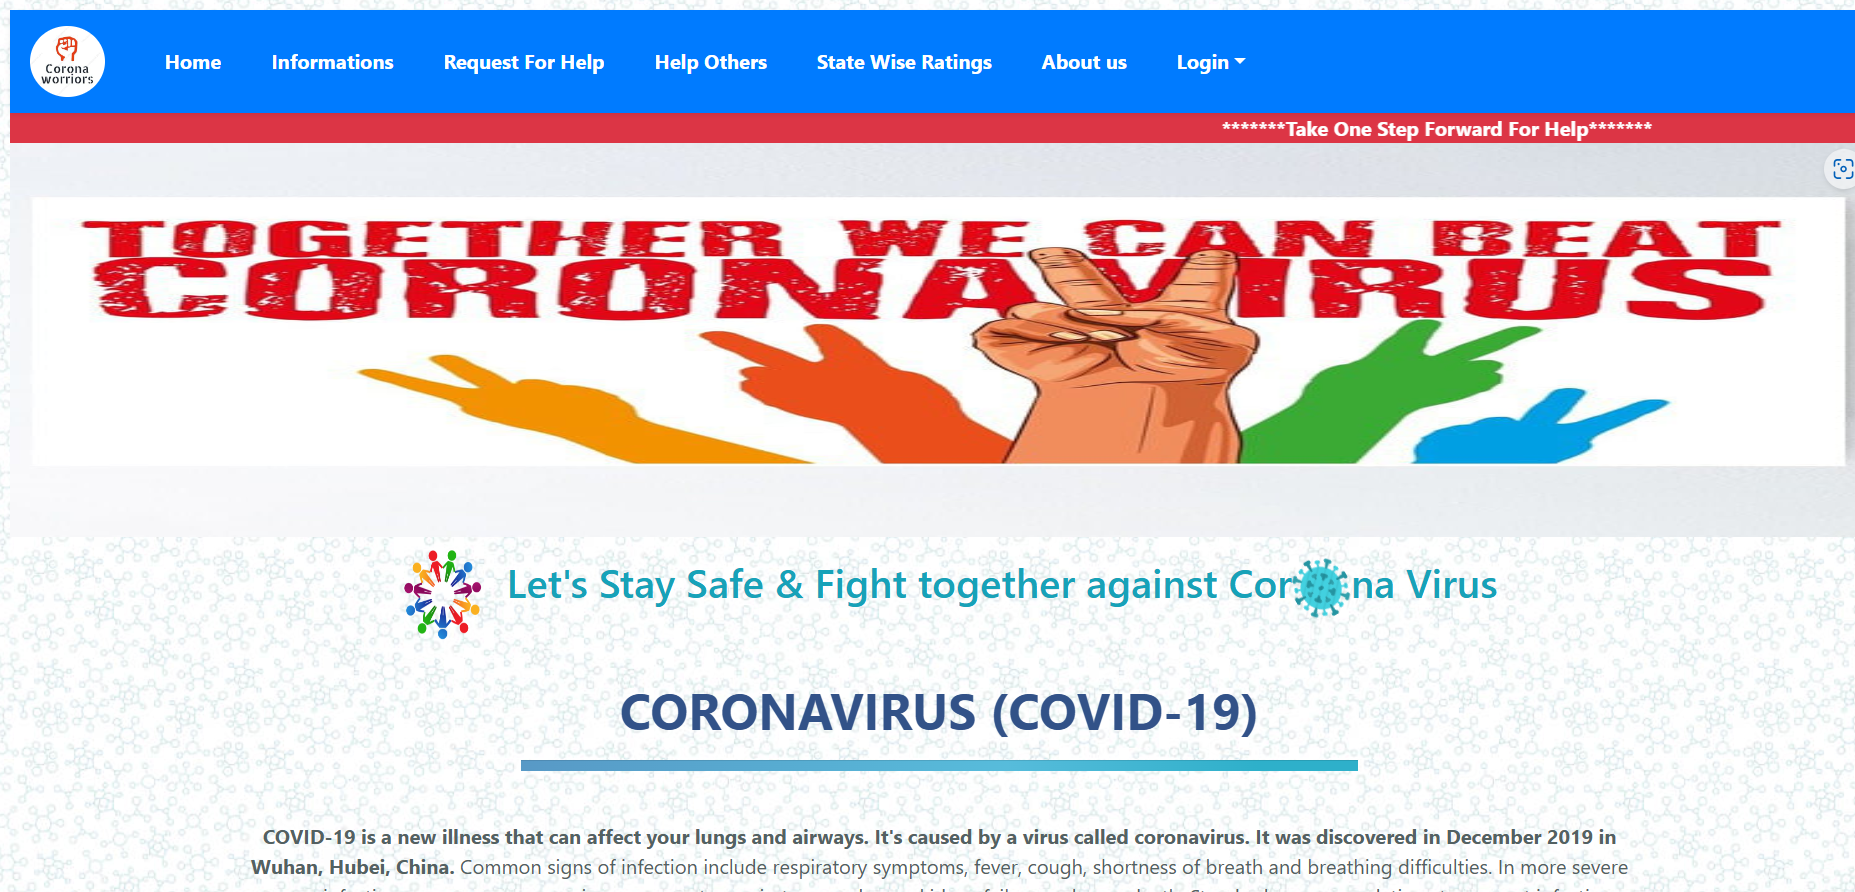 Corona
worriors
Home
Informations
Request For Help
Help Others
State Wise Ratings
About us
Login
*******Take One Step Forward For Help*******
TOGETHER WE CAN BEAT
CORONAVIRUS
Let's Stay Safe & Fight together against Cor na Virus
CORONAVIRUS (COVID-19)
COVID-19 is a new illness that can affect your lungs and airways. It's caused by a virus called coronavirus. It was discovered in December 2019 in
Wuhan, Hubei, China. Common signs of infection include respiratory symptoms, fever, cough, shortness of breath and breathing difficulties. In more severe